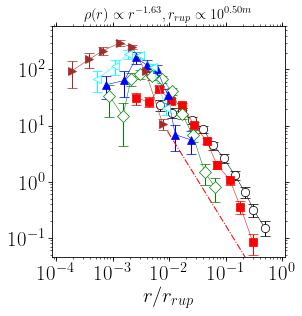 ρ(r) ∝ r^{-1.63}, r_{rup} ∝ 10^{0.50m}
10^2
10^1
10^0
10^{-1}
10^{-4} 10^{-3} 10^{-2} 10^{-1} 10^0
r/r_{rup}